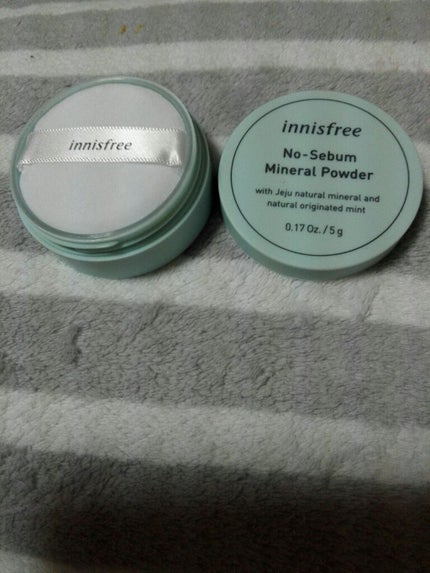 innisfree
innisfree
No-Sebum
Mineral Powder
with Jeju natural mineral and
natural originated mint
0.17 Oz. / 5 g